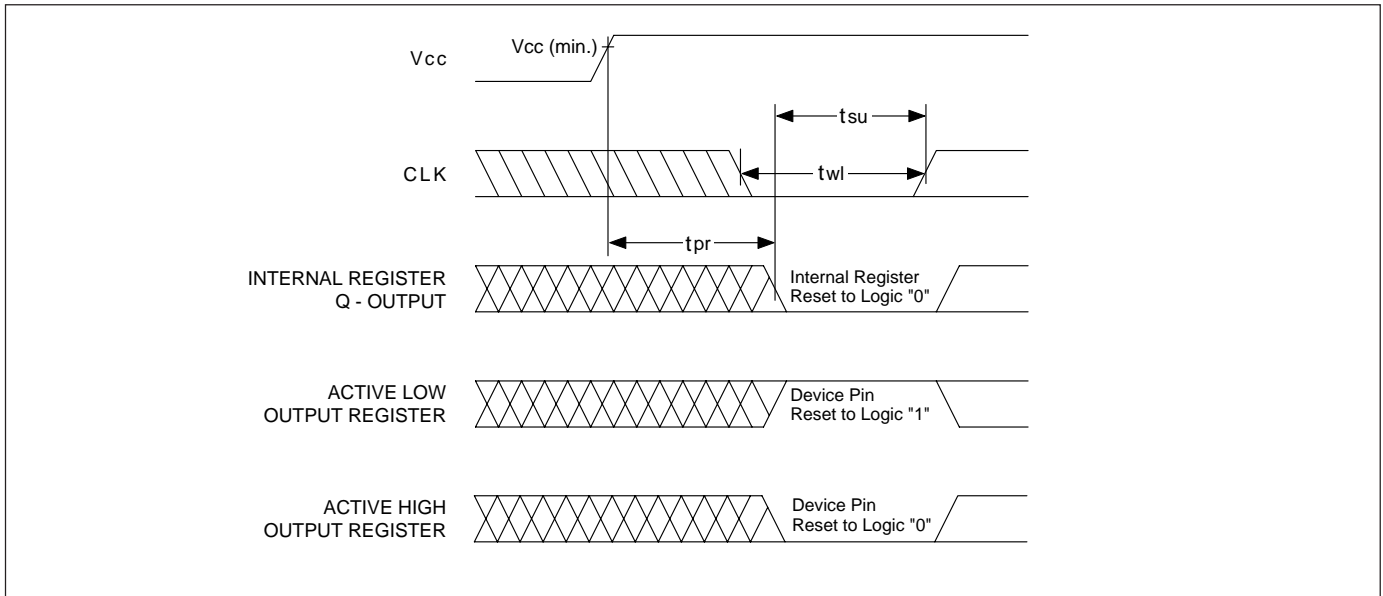 Vcc
Vcc (min.)
tsu
CLK
twl
tpr
INTERNAL REGISTER
Q - OUTPUT
Internal Register
Reset to Logic "0"
ACTIVE LOW
OUTPUT REGISTER
Device Pin
Reset to Logic "1"
ACTIVE HIGH
OUTPUT REGISTER
Device Pin
Reset to Logic "0"